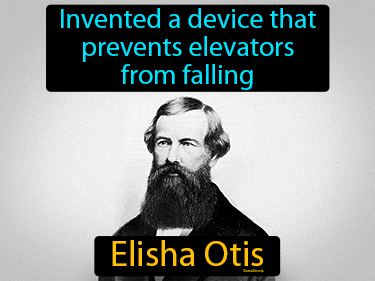 Invented a device that
prevents elevators
from falling
Elisha Otis